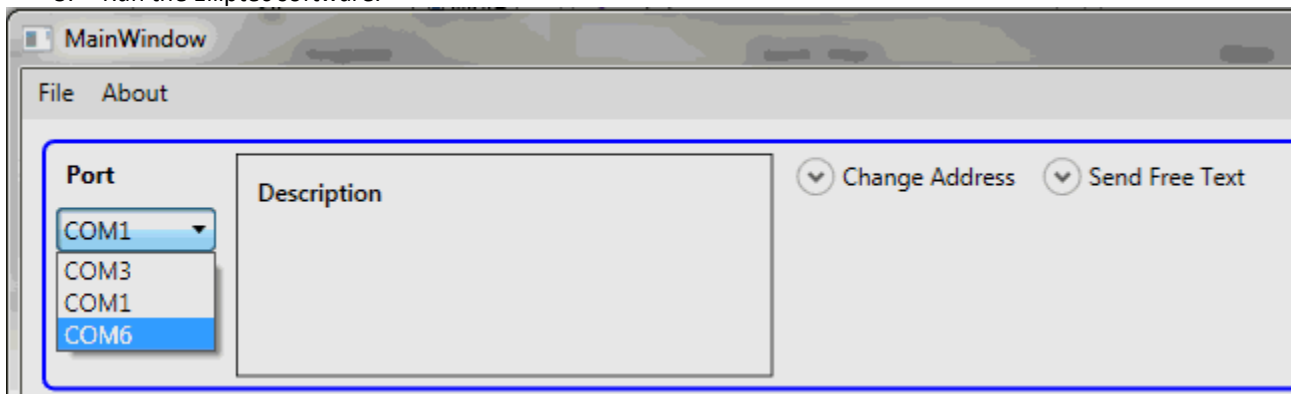 MainWindow
File About
Port
Description
Change Address
Send Free Text
COM1
COM3
COM1
COM6